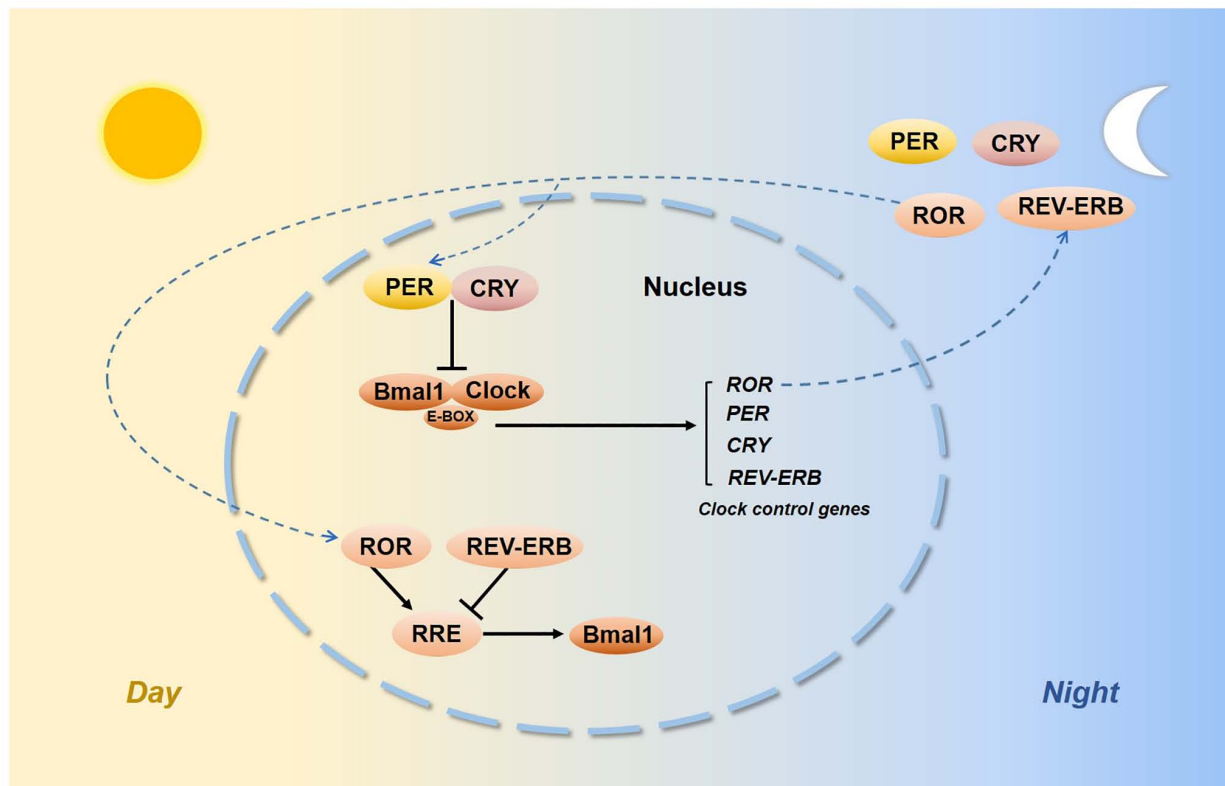 PER
CRY
ROR
REV-ERB
PER
CRY
Nucleus
Bmal1
Clock
E-BOX
ROR
PER
CRY
REV-ERB
Clock control genes
ROR
REV-ERB
RRE
Bmal1
Day
Night